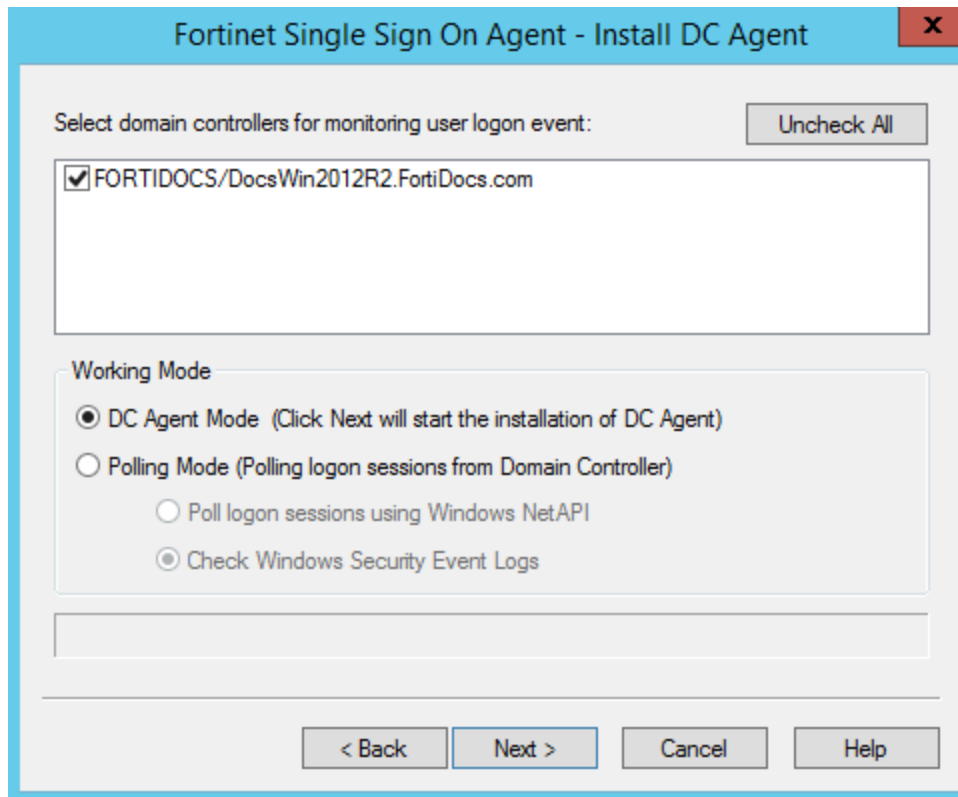 Fortinet Single Sign On Agent - Install DC Agent
x
Select domain controllers for monitoring user logon event:
Uncheck All
FORTIDOCS/DocsWin2012R2.FortiDocs.com
Working Mode
DC Agent Mode (Click Next will start the installation of DC Agent)
Polling Mode (Polling logon sessions from Domain Controller)
Poll logon sessions using Windows NetAPI
Check Windows Security Event Logs
< Back
Next >
Cancel
Help